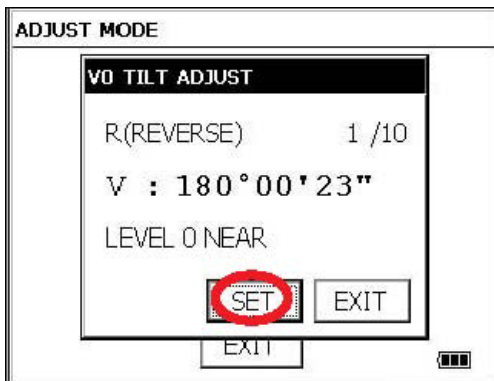 ADJUST MODE
V0 TILT ADJUST
R(REVERSE) 1 /10
V : 180°00'23"
LEVEL 0 NEAR
SET EXIT
EXIT